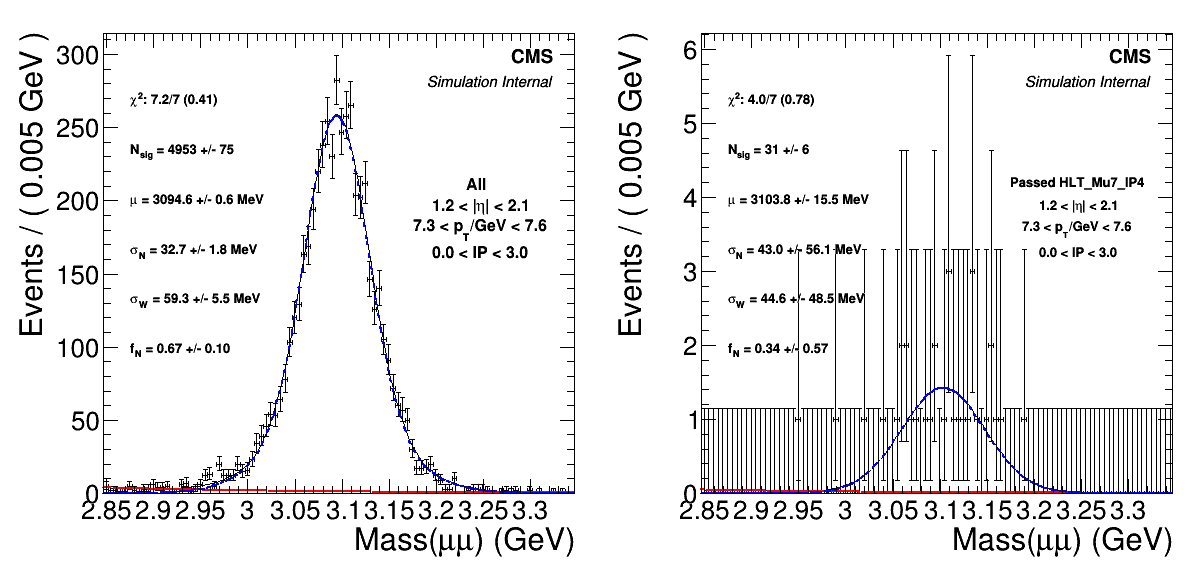 CMS
Simulation Internal
χ²: 7.2/7 (0.41)
N_sig = 4953 +/- 75
μ = 3094.6 +/- 0.6 MeV
σ_N = 32.7 +/- 1.8 MeV
σ_W = 59.3 +/- 5.5 MeV
f_N = 0.67 +/- 0.10
All
1.2 < |η| < 2.1
7.3 < p_T/GeV < 7.6
0.0 < IP < 3.0
Events / ( 0.005 GeV )
300
250
200
150
100
50
0
2.85 2.9 2.95 3 3.05 3.1 3.15 3.2 3.25 3.3
Mass(μμ) (GeV)
CMS
Simulation Internal
χ²: 4.0/7 (0.78)
N_sig = 31 +/- 6
μ = 3103.8 +/- 15.5 MeV
σ_N = 43.0 +/- 56.1 MeV
σ_W = 44.6 +/- 48.5 MeV
f_N = 0.34 +/- 0.57
Passed HLT_Mu7_IP4
1.2 < |η| < 2.1
7.3 < p_T/GeV < 7.6
0.0 < IP < 3.0
Events / ( 0.005 GeV )
6
5
4
3
2
1
0
2.85 2.9 2.95 3 3.05 3.1 3.15 3.2 3.25 3.3
Mass(μμ) (GeV)